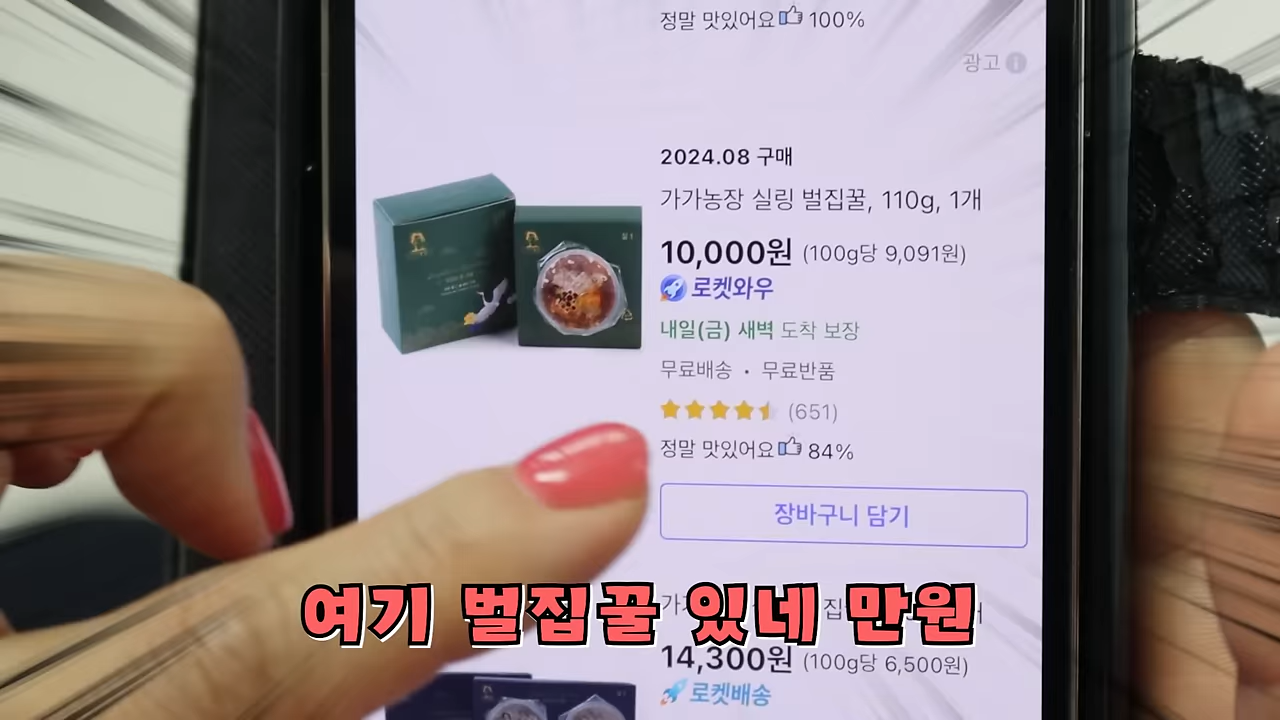 정말 맛있어요 100%
광고
2024.08 구매
가가농장 실링 벌집꿀, 110g, 1개
10,000원 (100g당 9,091원)
로켓와우
내일(금) 새벽 도착 보장
무료배송 • 무료반품
(651)
정말 맛있어요 84%
장바구니 담기
여기 벌집꿀 있네 만원
14,300원 (100g당 6,500원)
로켓배송